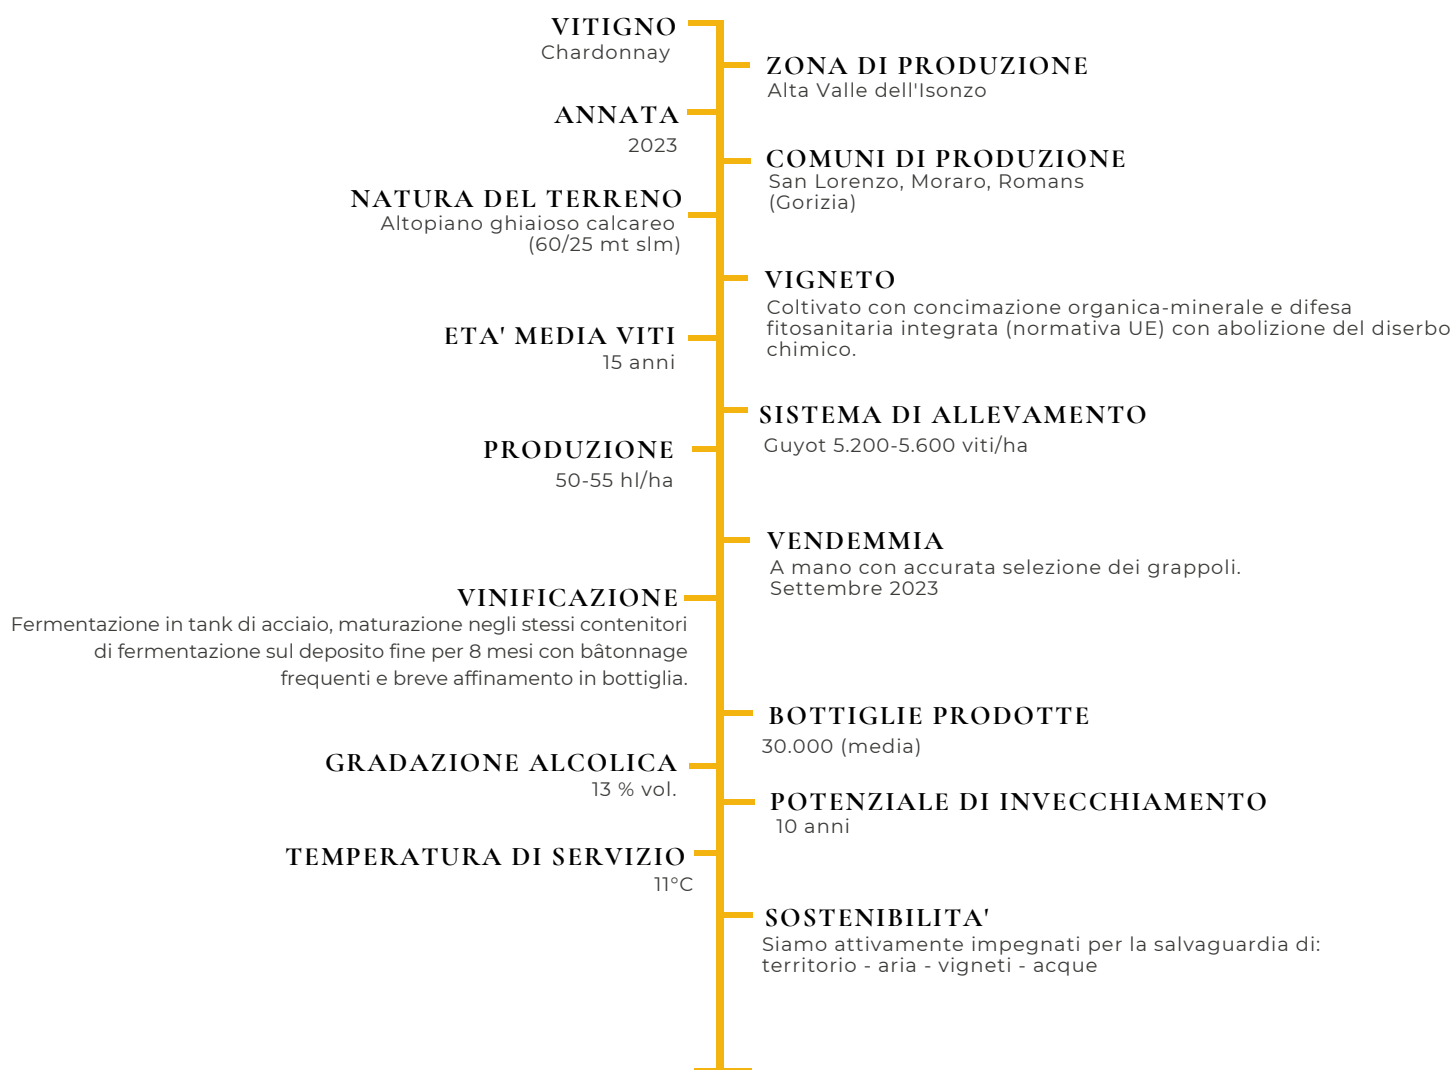 VITIGNO
Chardonnay
ZONA DI PRODUZIONE
Alta Valle dell'Isonzo
ANNATA
2023
COMUNI DI PRODUZIONE
San Lorenzo, Moraro, Romans
(Gorizia)
NATURA DEL TERRENO
Altopiano ghiaioso calcareo
(60/25 mt slm)
VIGNETO
Coltivato con concimazione organica-minerale e difesa
fitosanitaria integrata (normativa UE) con abolizione del diserbo
chimico.
ETA' MEDIA VITI
15 anni
SISTEMA DI ALLEVAMENTO
Guyot 5.200-5.600 viti/ha
PRODUZIONE
50-55 hl/ha
VENDEMMIA
A mano con accurata selezione dei grappoli.
Settembre 2023
VINIFICAZIONE
Fermentazione in tank di acciaio, maturazione negli stessi contenitori
di fermentazione sul deposito fine per 8 mesi con bâtonnage
frequenti e breve affinamento in bottiglia.
BOTTIGLIE PRODOTTE
30.000 (media)
GRADAZIONE ALCOLICA
13 % vol.
POTENZIALE DI INVECCHIAMENTO
10 anni
TEMPERATURA DI SERVIZIO
11°C
SOSTENIBILITA'
Siamo attivamente impegnati per la salvaguardia di:
territorio - aria - vigneti - acque